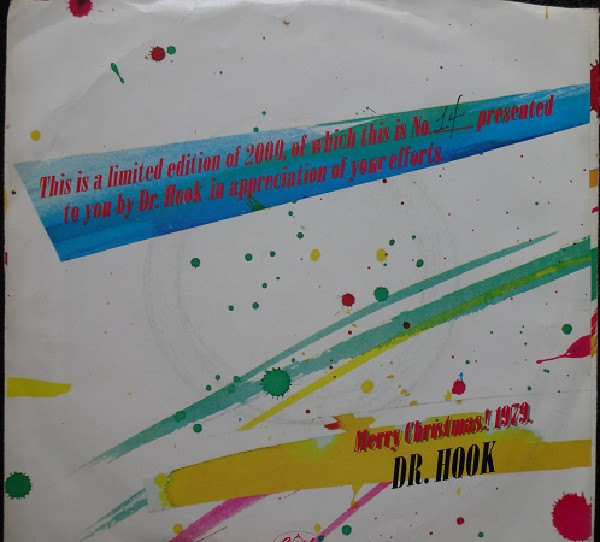 This is a limited edition of 2000, of which this is No. 14 presented
to you by Dr. Hook in appreciation of your efforts.
Merry Christmas! 1979.
DR. HOOK